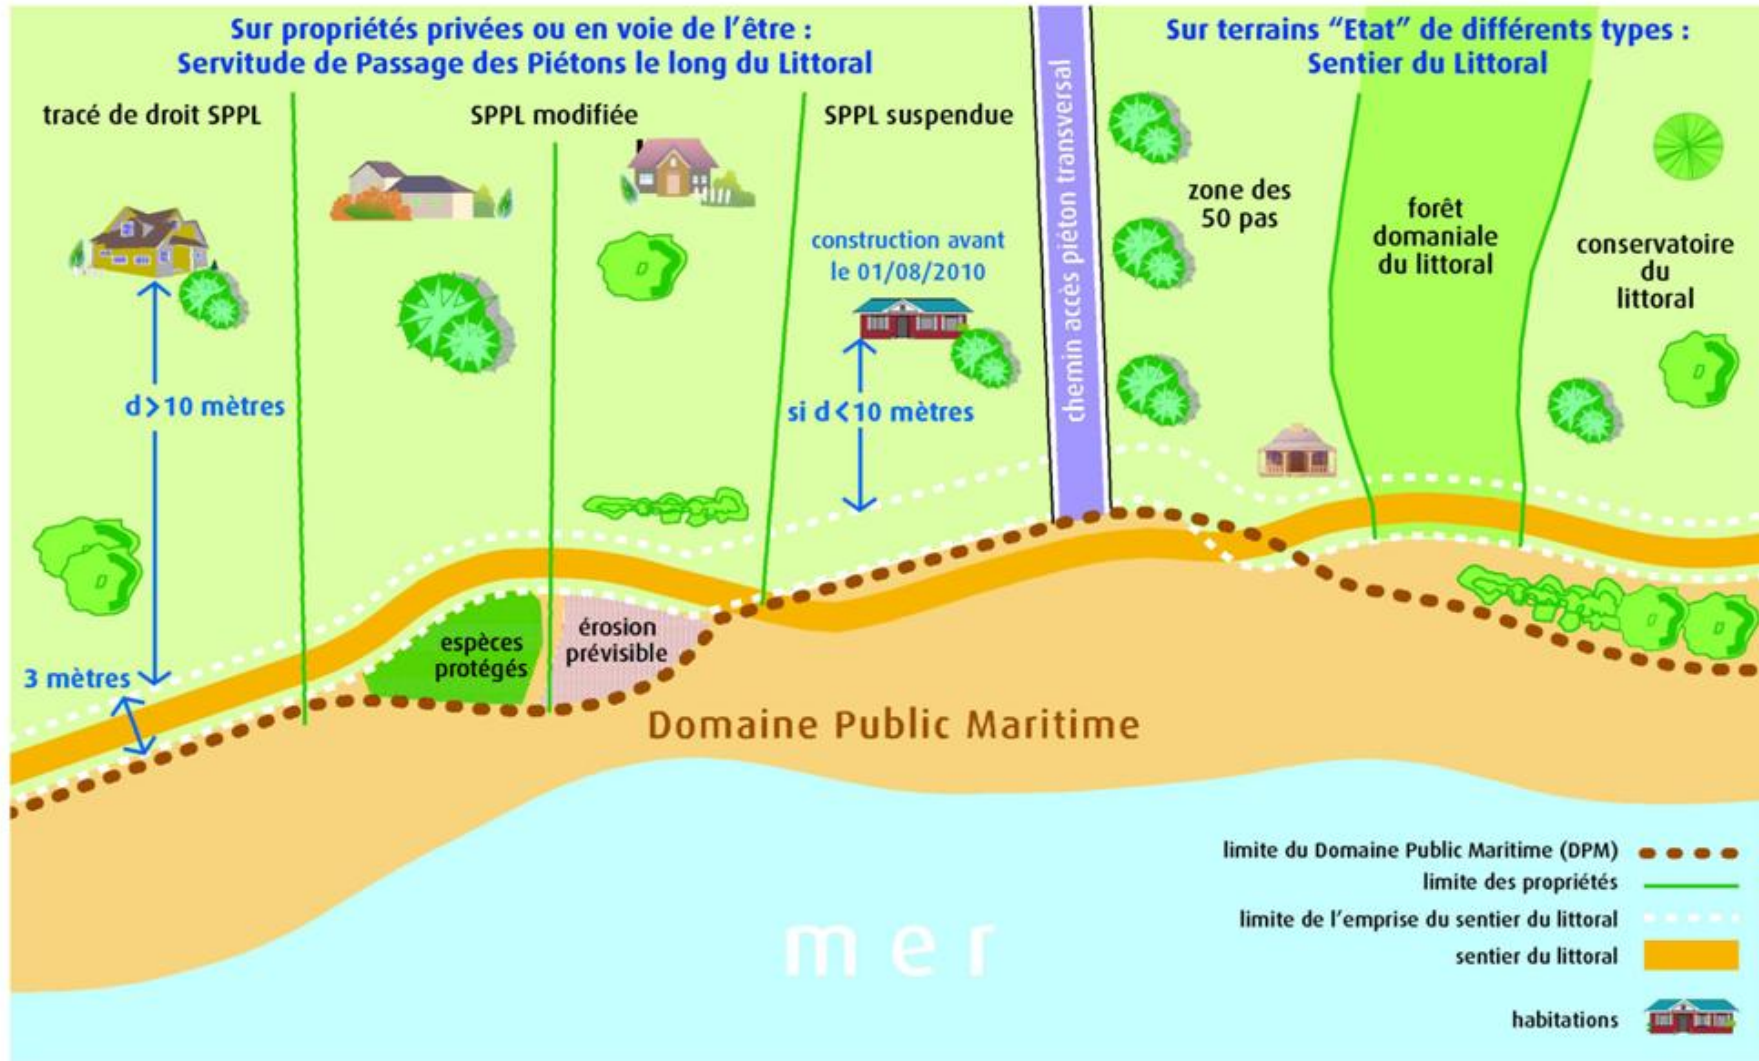 Sur propriétés privées ou en voie de l'être :
Servitude de Passage des Piétons le long du Littoral
Sur terrains "Etat" de différents types :
Sentier du Littoral
tracé de droit SPPL
SPPL modifiée
SPPL suspendue
chemin accès piéton transversal
construction avant
le 01/08/2010
zone des
50 pas
forêt
domaniale
du littoral
conservatoire
du
littoral
d>10 mètres
si d<10 mètres
3 mètres
espèces
protégés
érosion
prévisible
Domaine Public Maritime
mer
limite du Domaine Public Maritime (DPM)
limite des propriétés
limite de l'emprise du sentier du littoral
sentier du littoral
habitations